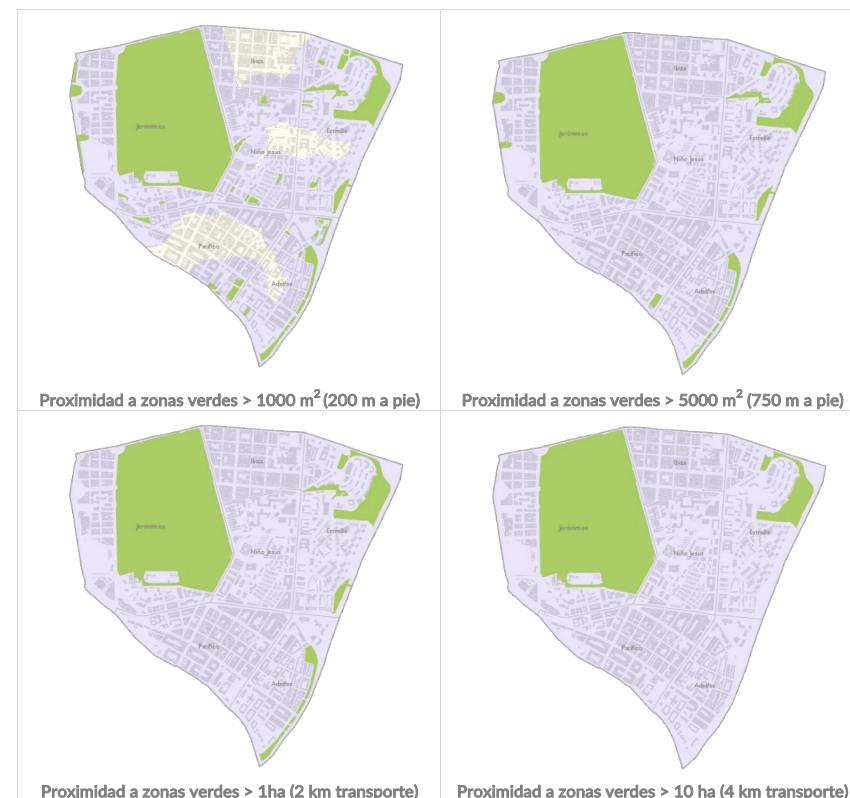 Ibiza
Jerónimos
Estrella
Niño Jesús
Pacífico
Adelfas
Proximidad a zonas verdes > 1000 m² (200 m a pie)
Ibiza
Jerónimos
Estrella
Niño Jesús
Pacífico
Adelfas
Proximidad a zonas verdes > 5000 m² (750 m a pie)
Ibiza
Jerónimos
Estrella
Niño Jesús
Pacífico
Adelfas
Proximidad a zonas verdes > 1ha (2 km transporte)
Ibiza
Jerónimos
Estrella
Niño Jesús
Pacífico
Adelfas
Proximidad a zonas verdes > 10 ha (4 km transporte)